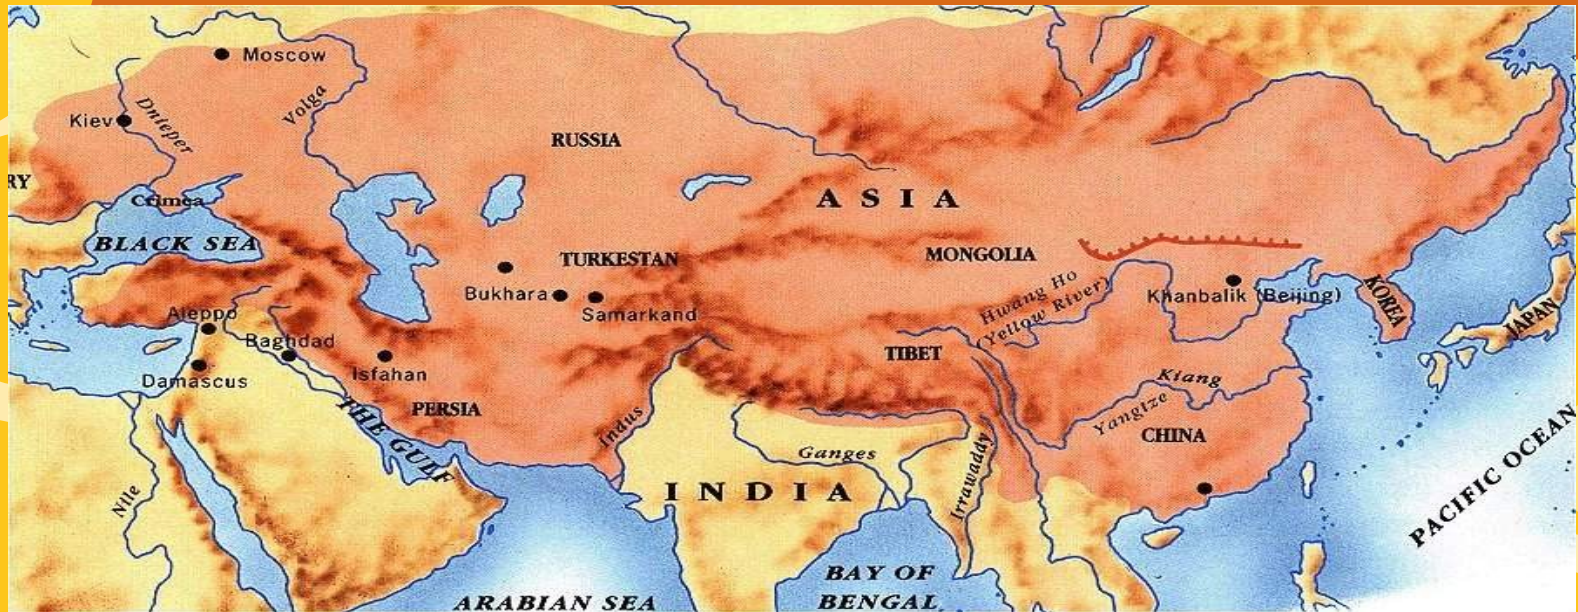 Moscow
Volga
Kiev
Dnieper
RUSSIA
RY
Crimea
ASIA
BLACK SEA
TURKESTAN
MONGOLIA
Bukhara
Samarkand
Hwang Ho
(Yellow River)
Khanbalik (Beijing)
KOREA
JAPAN
Aleppo
Baghdad
Damascus
Isfahan
TIBET
PERSIA
THE GULF
Indus
Kiang
Yangtze
CHINA
Ganges
Irrawaddy
INDIA
Nille
PACIFIC OCEAN
BAY OF
BENGAL
ARABIAN SEA